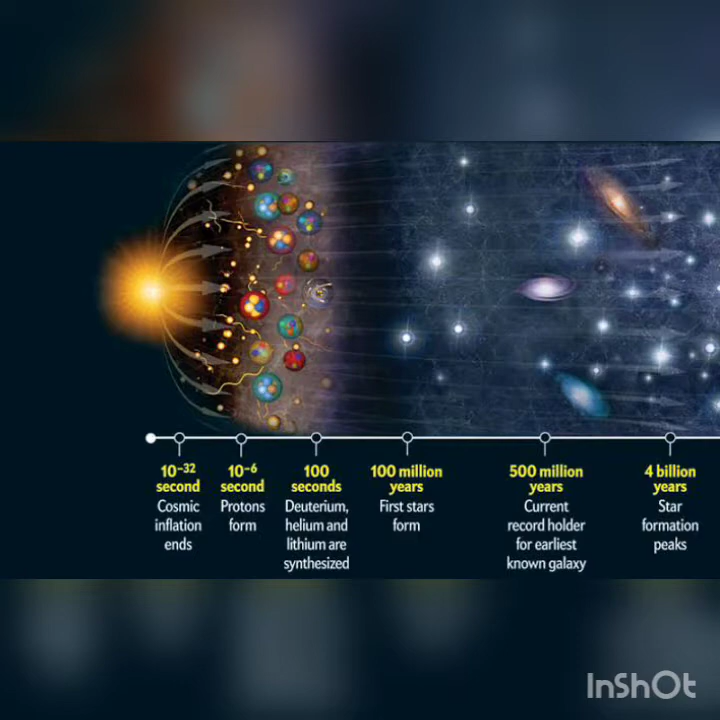 10⁻³² second
Cosmic inflation ends
10⁻⁶ second
Protons form
100 seconds
Deuterium, helium and lithium are synthesized
100 million years
First stars form
500 million years
Current record holder for earliest known galaxy
4 billion years
Star formation peaks
InShOt